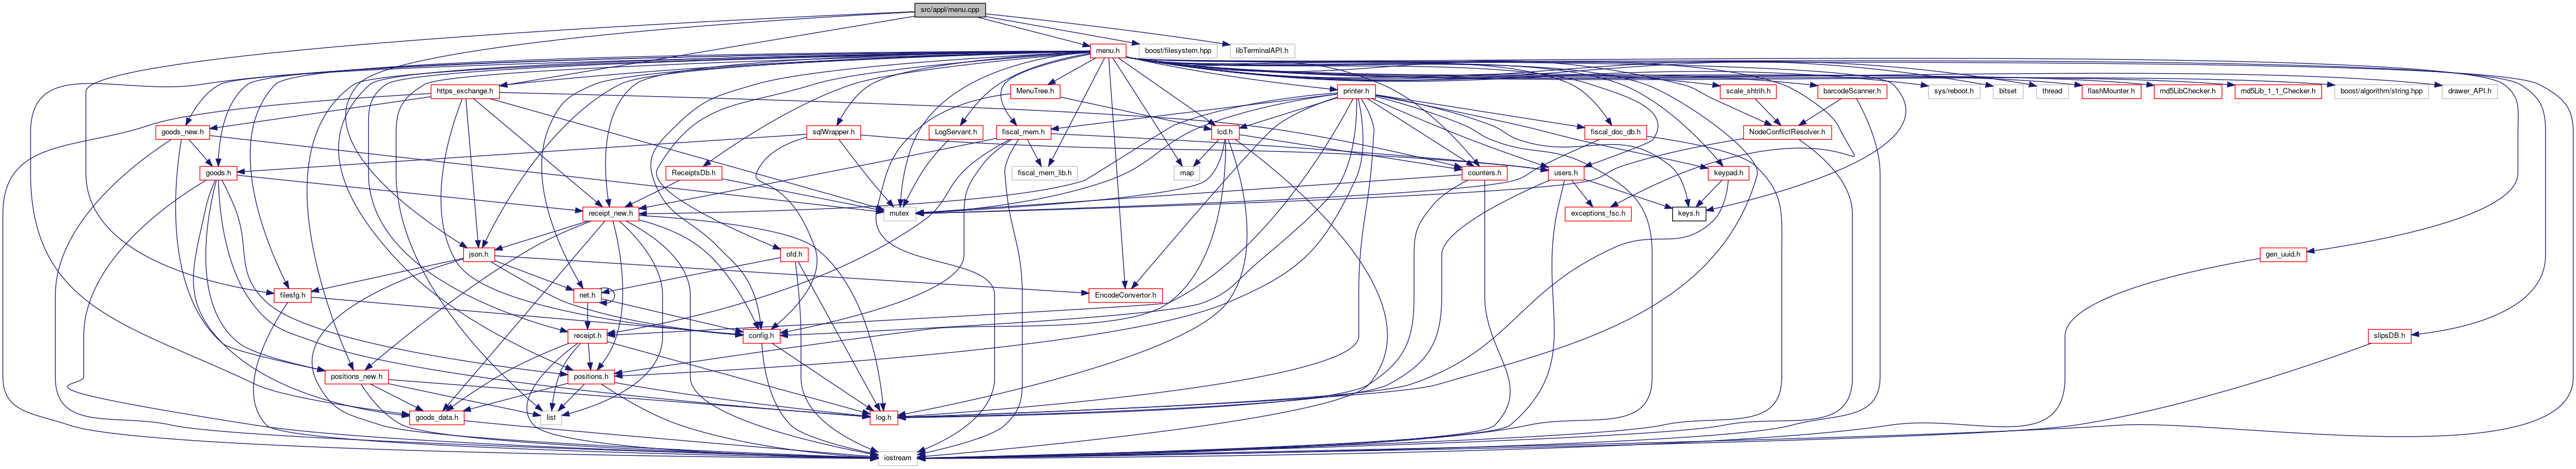 src/appl/menu.cpp
menu.h
boost/filesystem.hpp
libTerminalAPI.h
https_exchange.h
MenuTree.h
printer.h
scale_shtrih.h
barcodeScanner.h
sys/reboot.h
bitset
thread
flashMounter.h
md5LibChecker.h
md5Lib_1_1_Checker.h
boost/algorithm/string.hpp
drawer_API.h
goods_new.h
sqlWrapper.h
LogServant.h
fiscal_mem.h
lcd.h
fiscal_doc_db.h
NodeConflictResolver.h
goods.h
ReceiptsDb.h
fiscal_mem_lib.h
map
counters.h
users.h
keypad.h
receipt_new.h
mutex
exceptions_fsc.h
keys.h
json.h
ofd.h
gen_uuid.h
filesfg.h
net.h
EncodeConvertor.h
receipt.h
config.h
slipsDB.h
positions_new.h
positions.h
goods_data.h
list
log.h
iostream